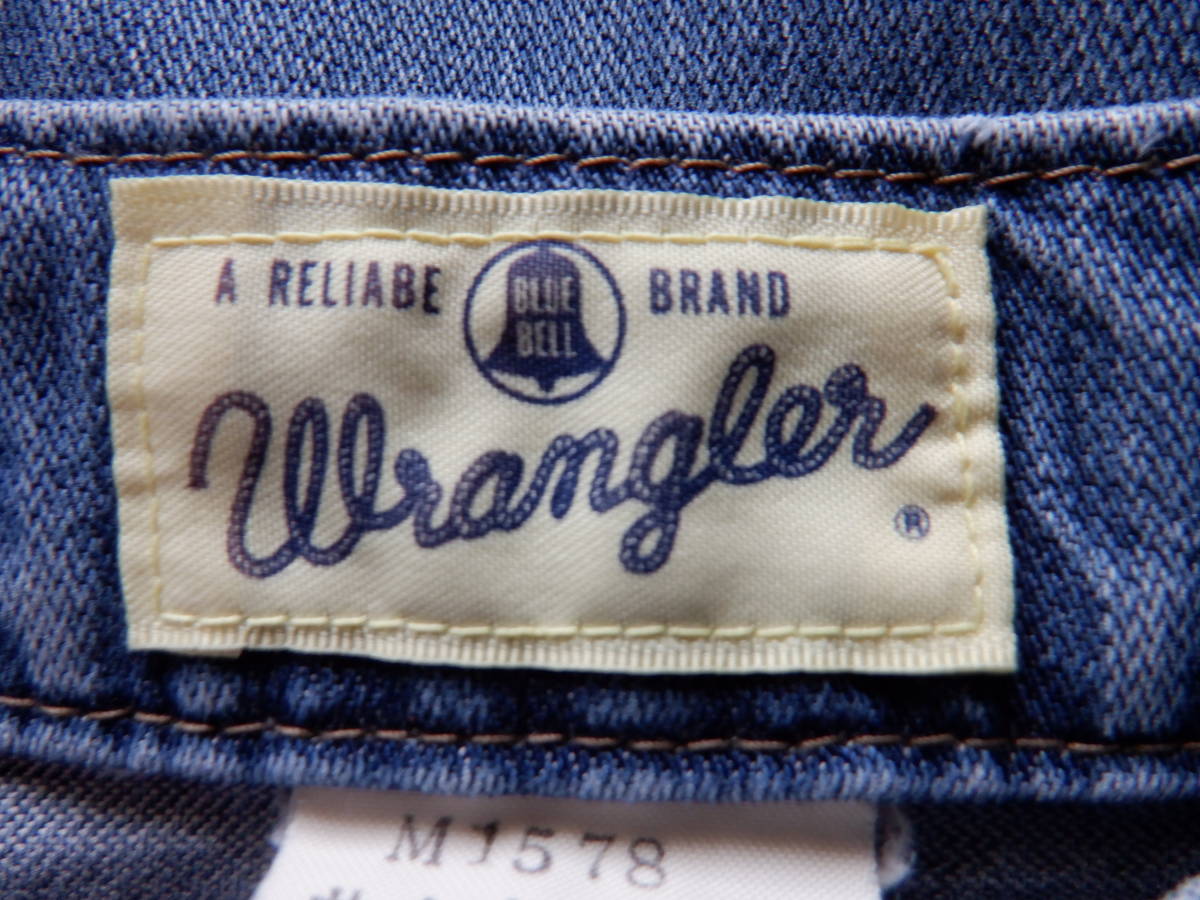 A RELIABE BRAND
BLUE
BELL
Wrangler
®
M1578